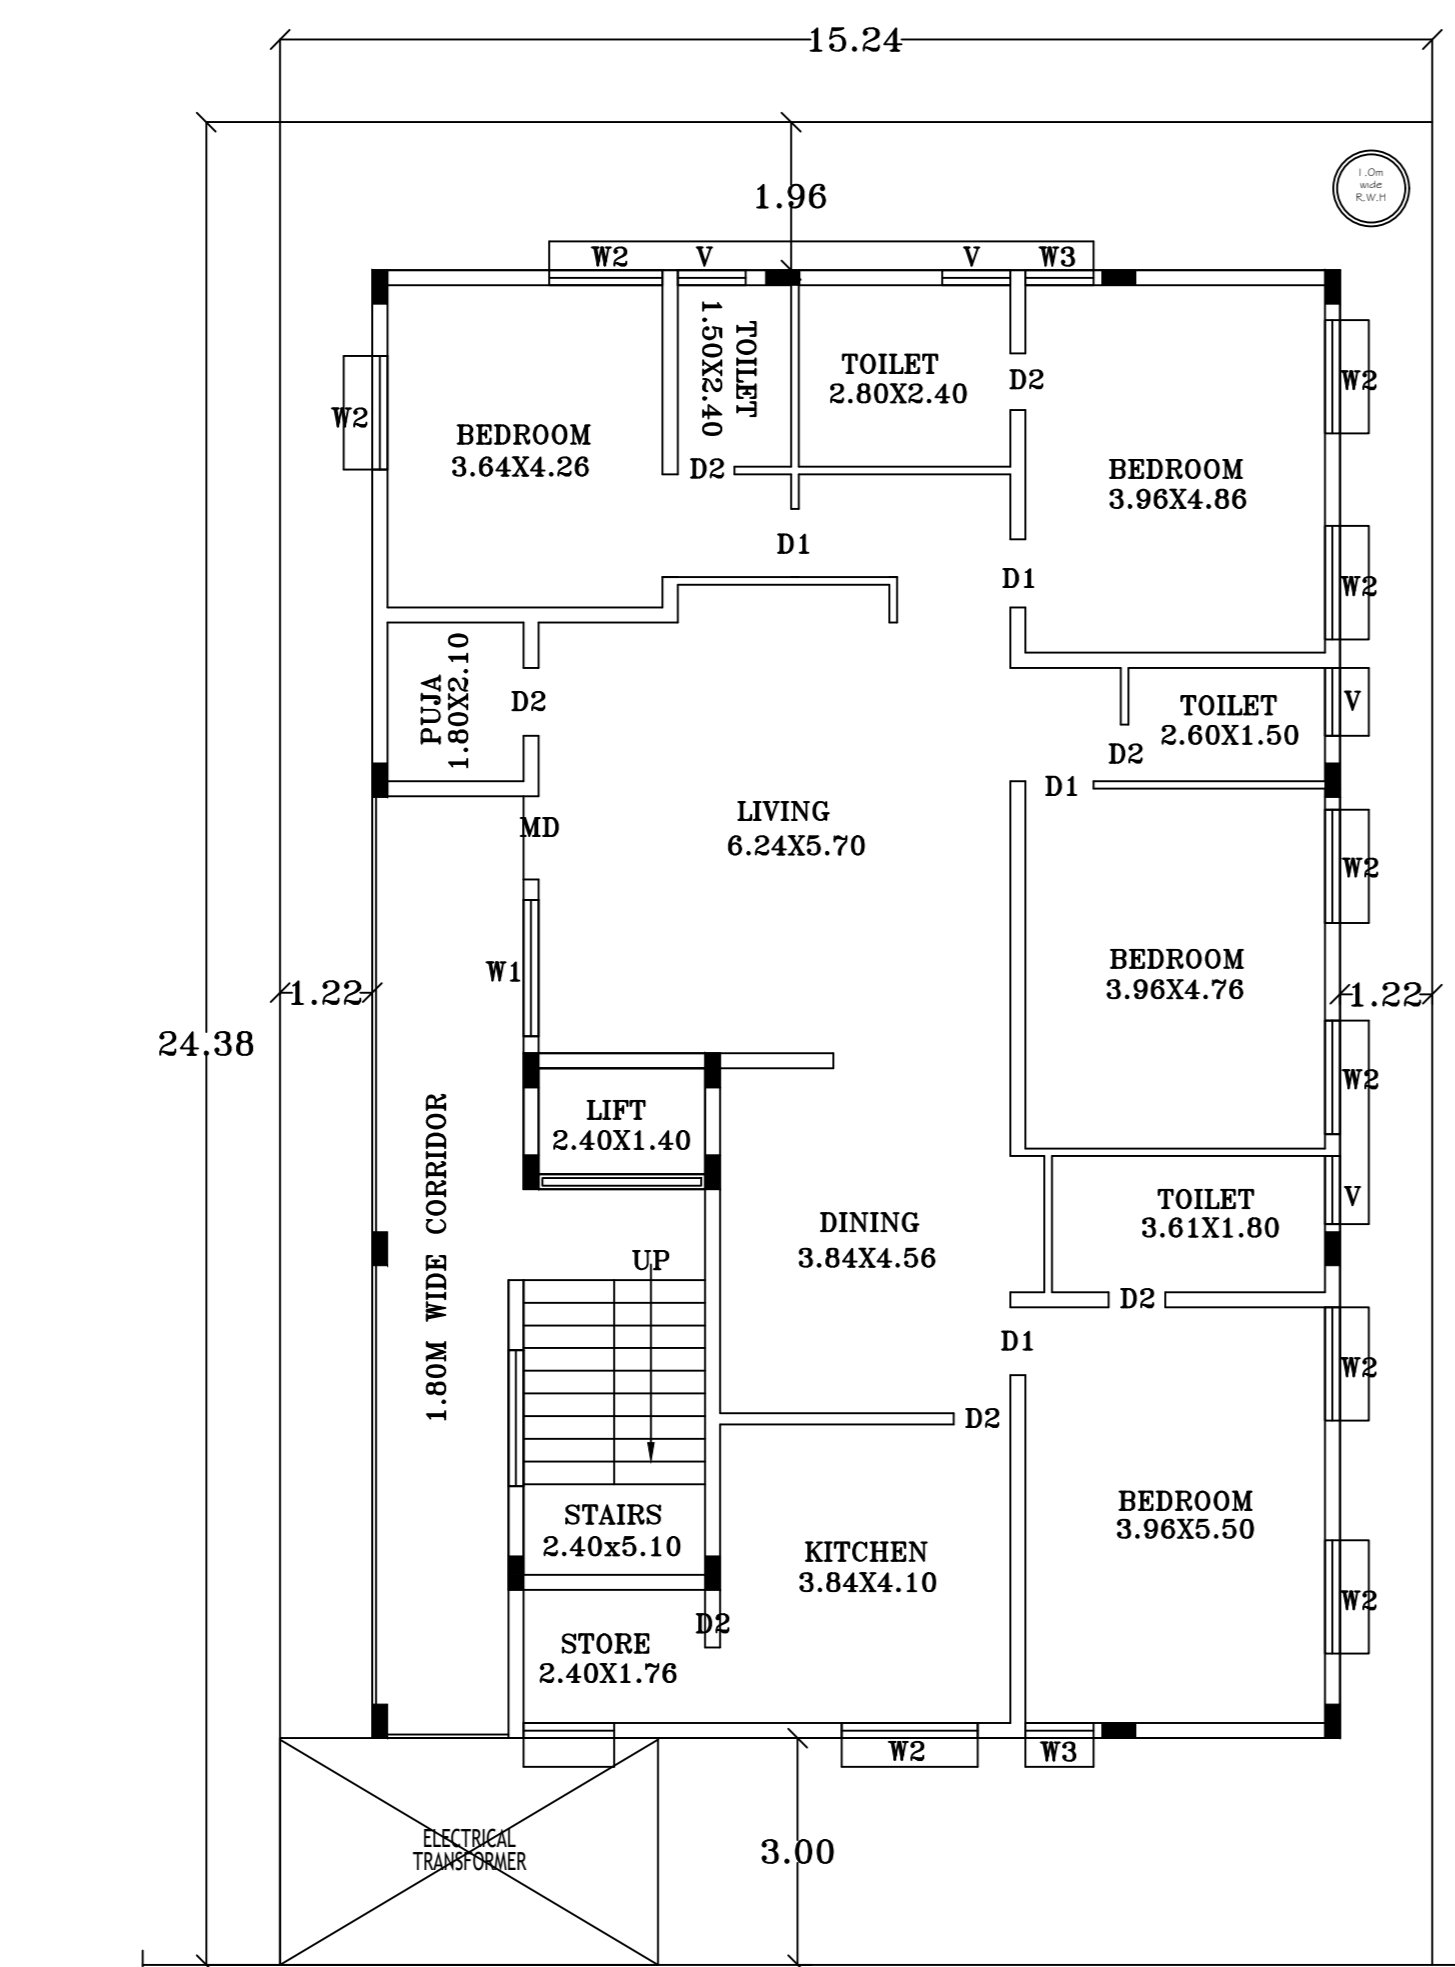 15.24
1.96
1.0m
wide
R.W.H
W2
V
V
W3
TOILET
1.50X2.40
TOILET
2.80X2.40
D2
W2
W2
BEDROOM
3.64X4.26
D2
BEDROOM
3.96X4.86
D1
D1
W2
PUJA
1.80X2.10
D2
TOILET
2.60X1.50
V
D2
D1
MD
LIVING
6.24X5.70
W2
W1
BEDROOM
3.96X4.76
1.22
1.22
24.38
W2
LIFT
2.40X1.40
1.80M WIDE CORRIDOR
DINING
3.84X4.56
TOILET
3.61X1.80
V
UP
D2
D1
W2
D2
STAIRS
2.40x5.10
KITCHEN
3.84X4.10
BEDROOM
3.96X5.50
W2
D2
STORE
2.40X1.76
W2
W3
ELECTRICAL
TRANSFORMER
3.00